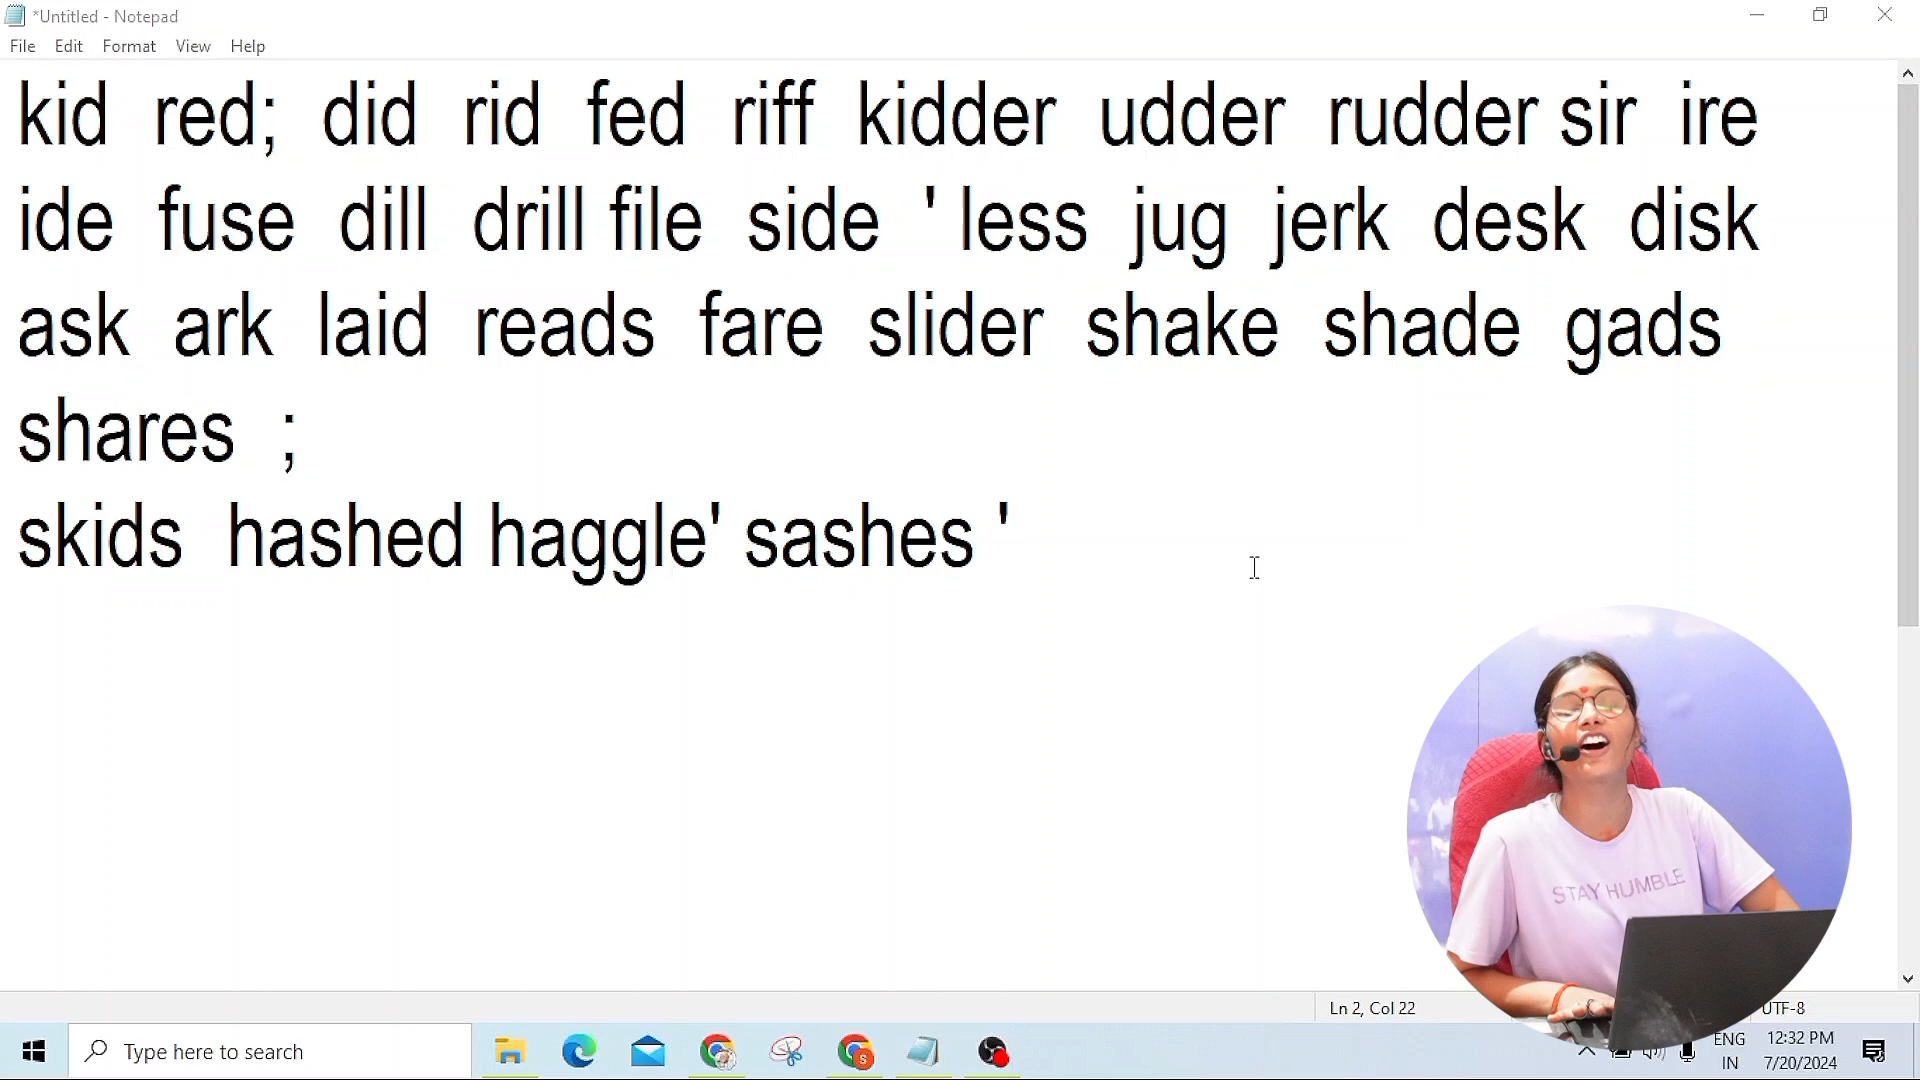 *Untitled - Notepad
File Edit Format View Help
kid red; did rid fed riff kidder udder rudder sir ire
ide fuse dill drill file side ' less jug jerk desk disk
ask ark laid reads fare slider shake shade gads
shares ;
skids hashed haggle' sashes '
STAY HUMBLE
Ln 2, Col 22
UTF-8
Type here to search
S
ENG
IN
12:32 PM
7/20/2024